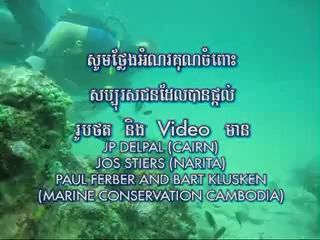 សូមថ្លែងអំណរគុណចំពោះ
សប្បុរសជនដែលបានផ្តល់
រូបថត និង Video មាន
JP DELPAL (CAIRN)
JOS STIERS (NARITA)
PAUL FERBER AND BART KLUSKEN
(MARINE CONSERVATION CAMBODIA)